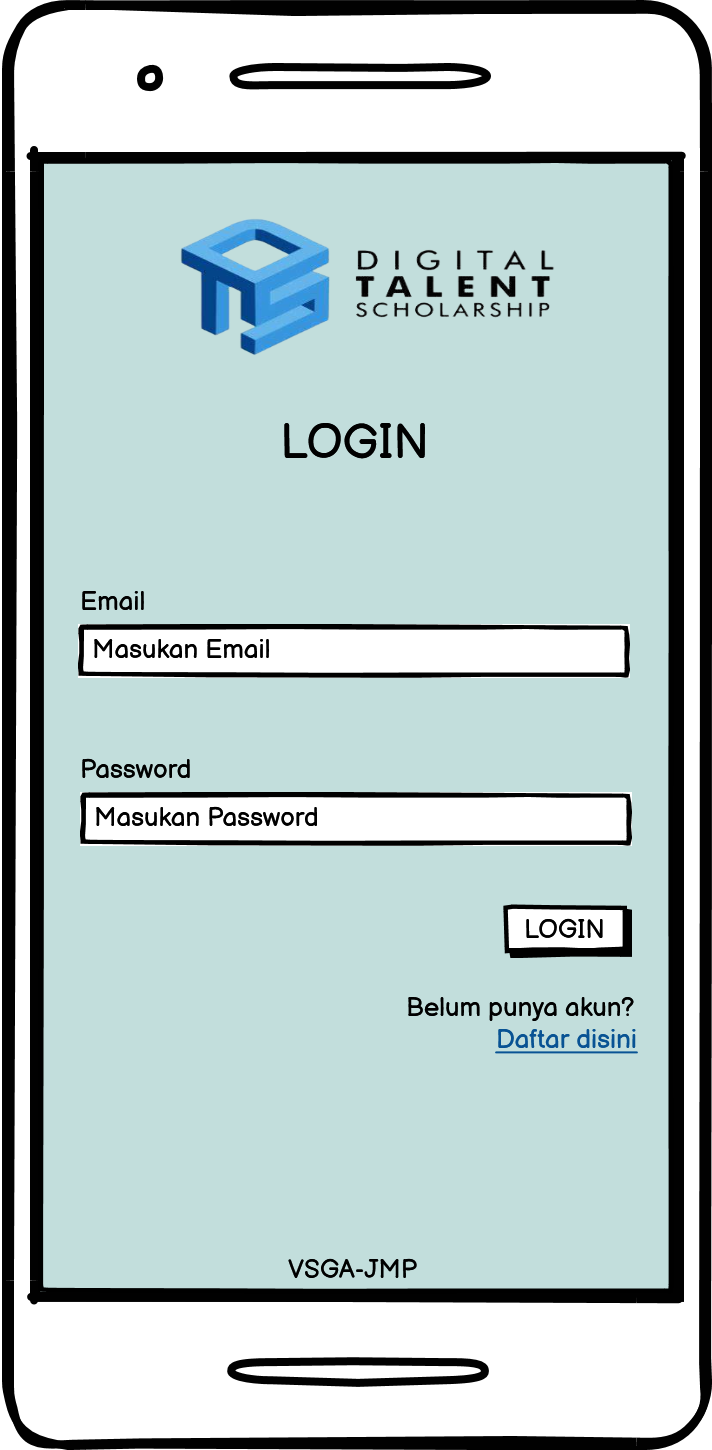 DIGITAL
TALENT
SCHOLARSHIP
LOGIN
Email
Masukan Email
Password
Masukan Password
LOGIN
Belum punya akun?
Daftar disini
VSGA-JMP